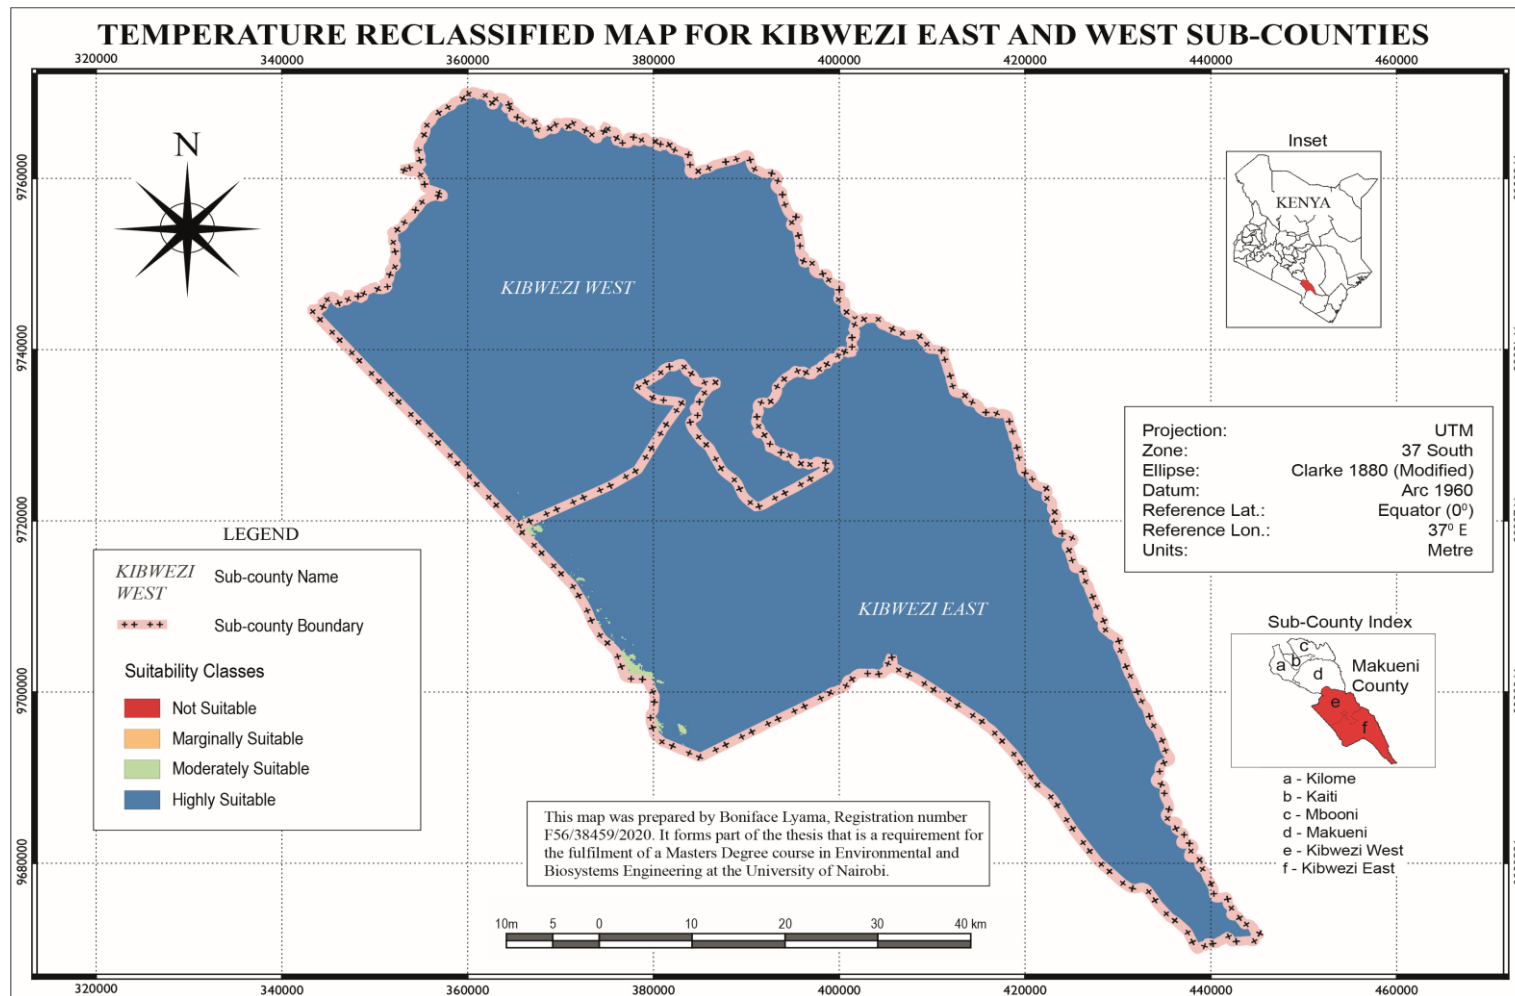 TEMPERATURE RECLASSIFIED MAP FOR KIBWEZI EAST AND WEST SUB-COUNTIES
320000 340000 360000 380000 400000 420000 440000 460000
N
Inset
KENYA
9760000
9740000
9720000
9700000
9680000
KIBWEZI WEST
KIBWEZI EAST
Projection: UTM
Zone: 37 South
Ellipse: Clarke 1880 (Modified)
Datum: Arc 1960
Reference Lat.: Equator (0⁰)
Reference Lon.: 37⁰ E
Units: Metre
LEGEND
KIBWEZI
WEST
Sub-county Name
Sub-county Boundary
Suitability Classes
Not Suitable
Marginally Suitable
Moderately Suitable
Highly Suitable
Sub-County Index
Makueni
County
a
b
c
d
e
f
a - Kilome
b - Kaiti
c - Mbooni
d - Makueni
e - Kibwezi West
f - Kibwezi East
This map was prepared by Boniface Lyama, Registration number
F56/38459/2020. It forms part of the thesis that is a requirement for
the fulfilment of a Masters Degree course in Environmental and
Biosystems Engineering at the University of Nairobi.
10m 5 0 10 20 30 40 km
320000 340000 360000 380000 400000 420000 440000 460000